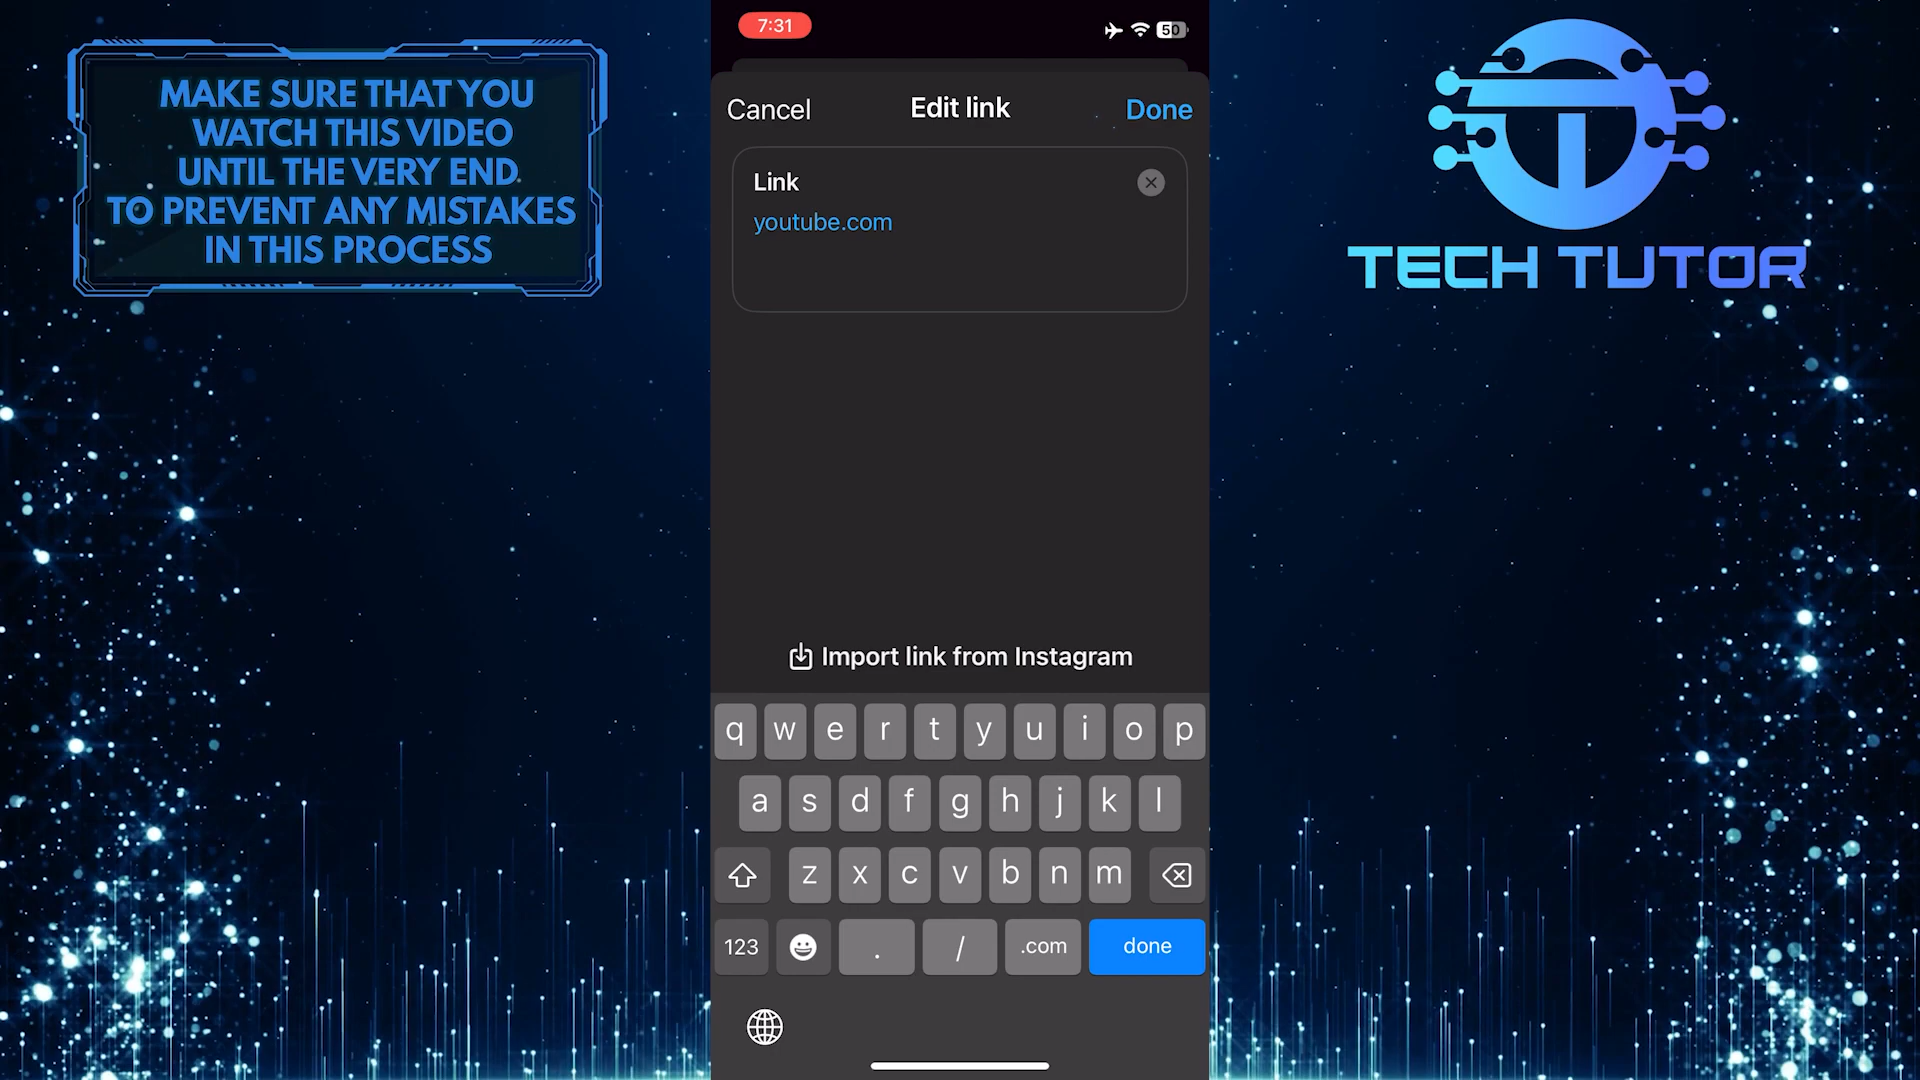 MAKE SURE THAT YOU
WATCH THIS VIDEO
UNTIL THE VERY END
TO PREVENT ANY MISTAKES
IN THIS PROCESS
7:31
50
Cancel
Edit link
Done
Link
youtube.com
Import link from Instagram
q w e r t y u i o p
a s d f g h j k l
z x c v b n m
123
.
/
.com
done
TECH TUTOR